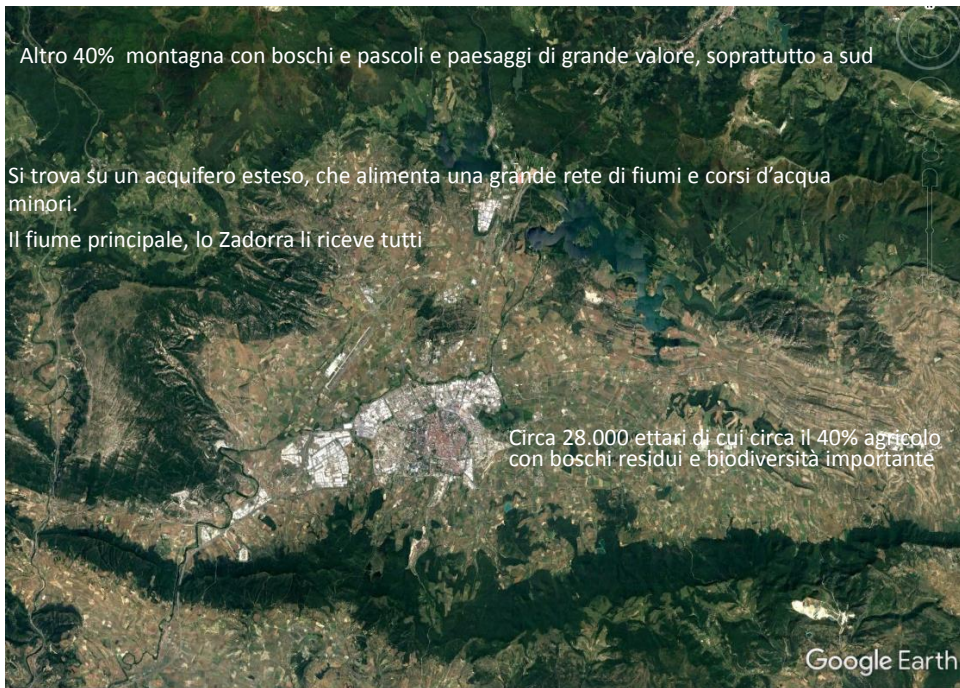 Altro 40%  montagna con boschi e pascoli e paesaggi di grande valore, soprattutto a sud
Si trova su un acquifero esteso, che alimenta una grande rete di fiumi e corsi d'acqua
minori.
Il fiume principale, lo Zadorra li riceve tutti
Circa 28.000 ettari di cui circa il 40% agricolo
con boschi residui e biodiversità importante
Google Earth